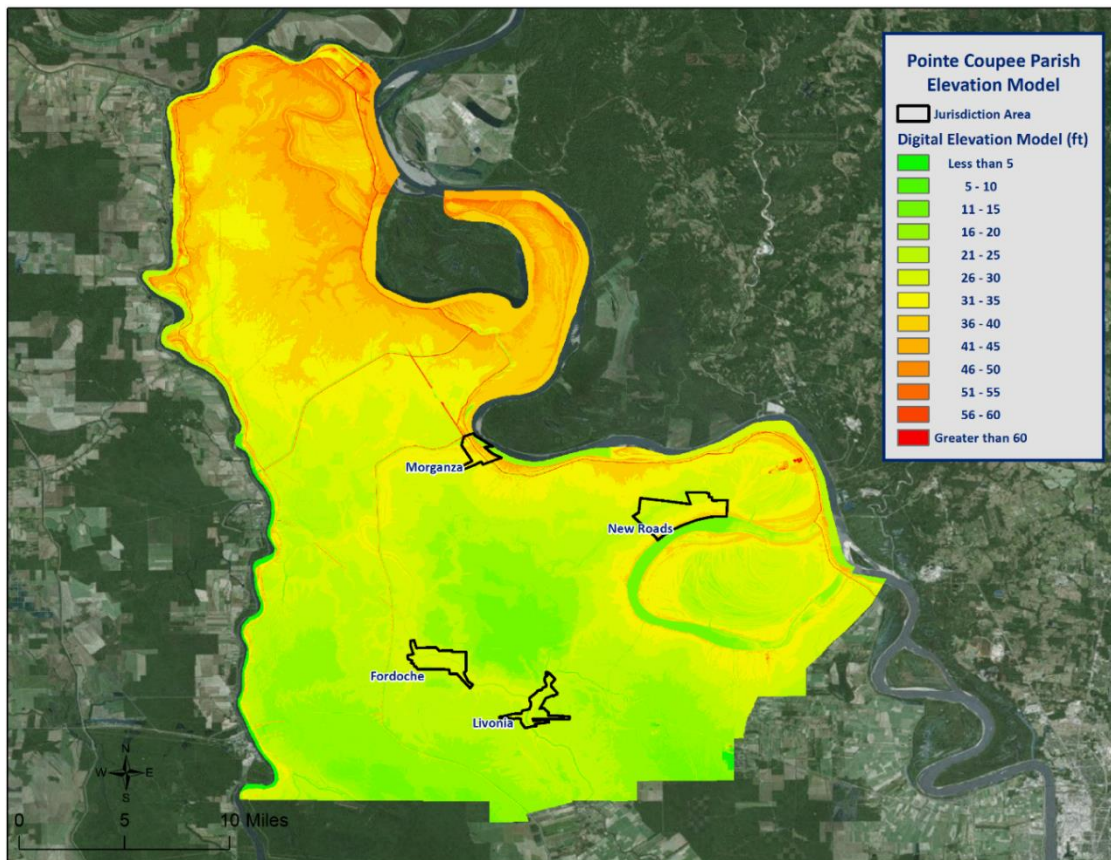 Pointe Coupee Parish
Elevation Model
Jurisdiction Area
Digital Elevation Model (ft)
Less than 5
5 - 10
11 - 15
16 - 20
21 - 25
26 - 30
31 - 35
36 - 40
41 - 45
46 - 50
51 - 55
56 - 60
Greater than 60
Morganza
New Roads
Fordoche
Livonia
N
W E
S
0 5 10 Miles